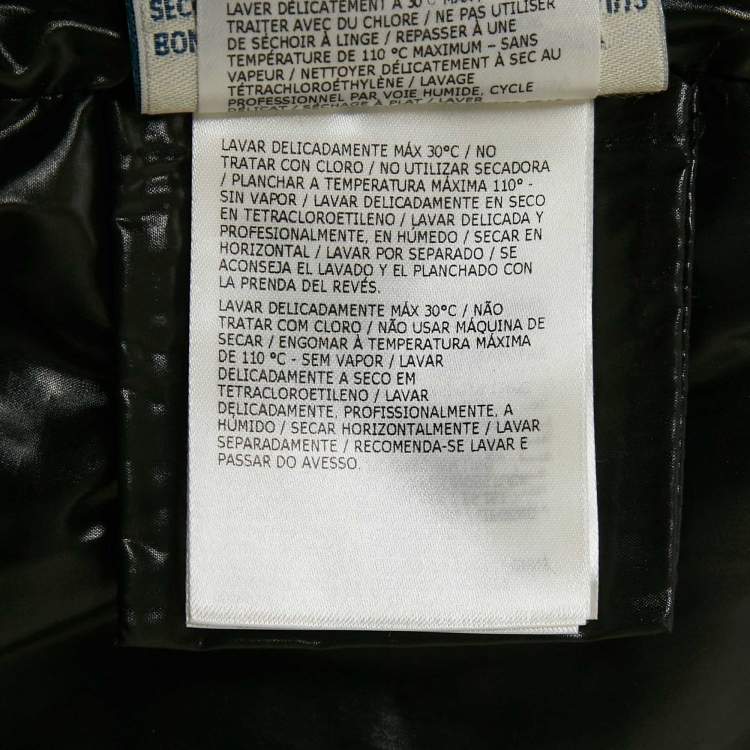 SEC
BON
LAVER DÉLICATEMENT À 30°C
TRAITER AVEC DU CHLORE / NE PAS UTILISER
DE SÉCHOIR À LINGE / REPASSER À UNE
TEMPÉRATURE DE 110 °C MAXIMUM – SANS
VAPEUR / NETTOYER DÉLICATEMENT À SEC AU
TÉTRACHLOROÉTHYLÈNE / LAVAGE
PROFESSIONNEL PAR VOIE HUMIDE, CYCLE
DÉLICAT / SÉCHAGE À PLAT / LAVER
LAVAR DELICADAMENTE MÁX 30°C / NO
TRATAR CON CLORO / NO UTILIZAR SECADORA
/ PLANCHAR A TEMPERATURA MÁXIMA 110° -
SIN VAPOR / LAVAR DELICADAMENTE EN SECO
EN TETRACLOROETILENO / LAVAR DELICADA Y
PROFESIONALMENTE, EN HÚMEDO / SECAR EN
HORIZONTAL / LAVAR POR SEPARADO / SE
ACONSEJA EL LAVADO Y EL PLANCHADO CON
LA PRENDA DEL REVÉS.
LAVAR DELICADAMENTE MÁX 30°C / NÃO
TRATAR COM CLORO / NÃO USAR MÁQUINA DE
SECAR / ENGOMAR À TEMPERATURA MÁXIMA
DE 110 °C - SEM VAPOR / LAVAR
DELICADAMENTE A SECO EM
TETRACLOROETILENO / LAVAR
DELICADAMENTE, PROFISSIONALMENTE, A
HÚMIDO / SECAR HORIZONTALMENTE / LAVAR
SEPARADAMENTE / RECOMENDA-SE LAVAR E
PASSAR DO AVESSO.